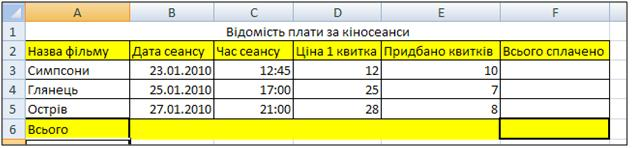 A B C D E F
1 Відомість плати за кіносеанси
2 Назва фільму Дата сеансу Час сеансу Ціна 1 квитка Придбано квитків Всього сплачено
3 Симпсони 23.01.2010 12:45 12 10
4 Глянець 25.01.2010 17:00 25 7
5 Острів 27.01.2010 21:00 28 8
6 Всього